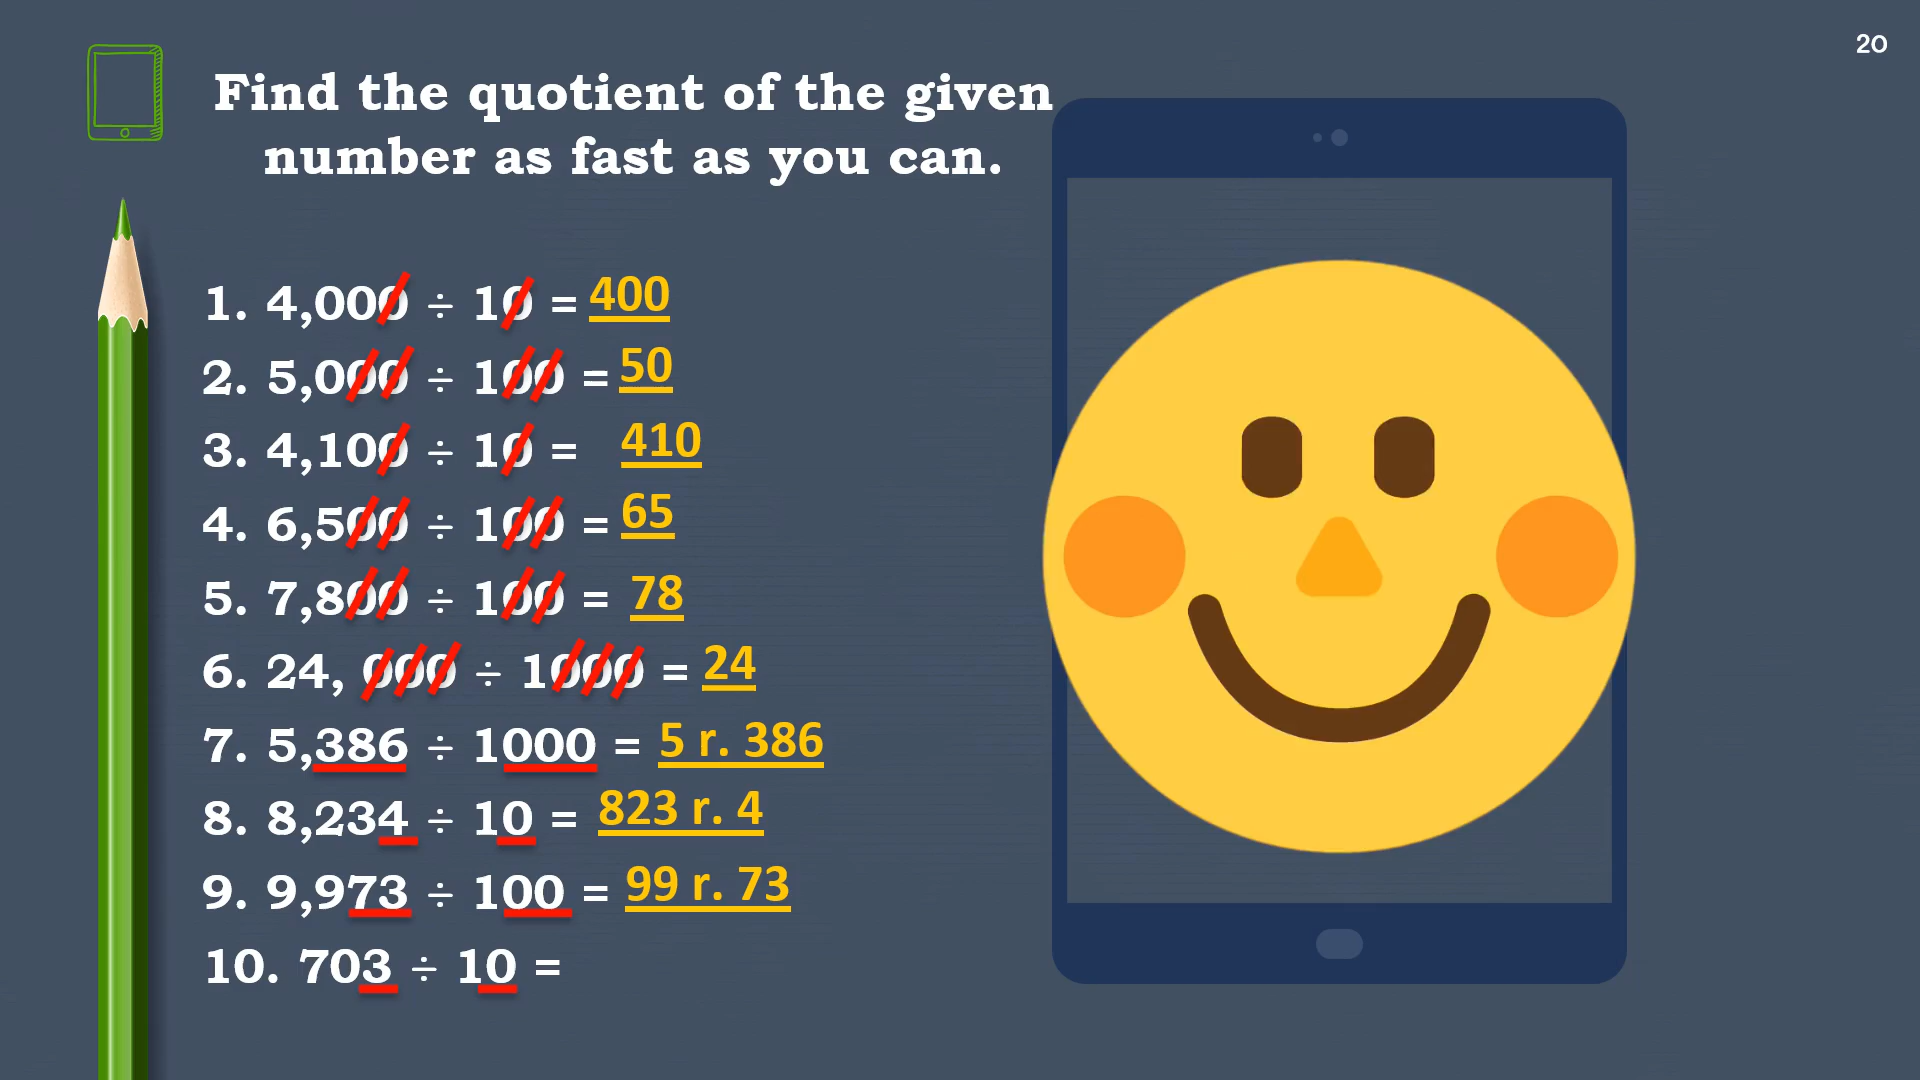 20
Find the quotient of the given
number as fast as you can.
1. 4,000 ÷ 10 = 400
2. 5,000 ÷ 100 = 50
3. 4,100 ÷ 10 = 410
4. 6,500 ÷ 100 = 65
5. 7,800 ÷ 100 = 78
6. 24, 000 ÷ 1000 = 24
7. 5,386 ÷ 1000 = 5 r. 386
8. 8,234 ÷ 10 = 823 r. 4
9. 9,973 ÷ 100 = 99 r. 73
10. 703 ÷ 10 =